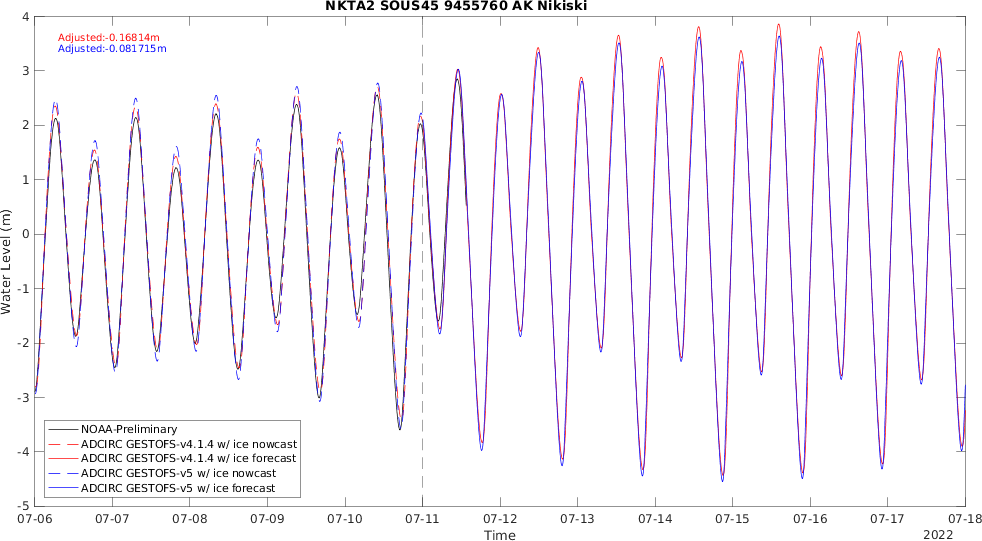 NKTA2 SOUS45 9455760 AK Nikiski
Adjusted:-0.16814m
Adjusted:-0.081715m
4
3
2
1
0
-1
-2
-3
-4
-5
Water Level (m)
NOAA-Preliminary
ADCIRC GESTOFS-v4.1.4 w/ ice nowcast
ADCIRC GESTOFS-v4.1.4 w/ ice forecast
ADCIRC GESTOFS-v5 w/ ice nowcast
ADCIRC GESTOFS-v5 w/ ice forecast
07-06 07-07 07-08 07-09 07-10 07-11 07-12 07-13 07-14 07-15 07-16 07-17 07-18
Time
2022